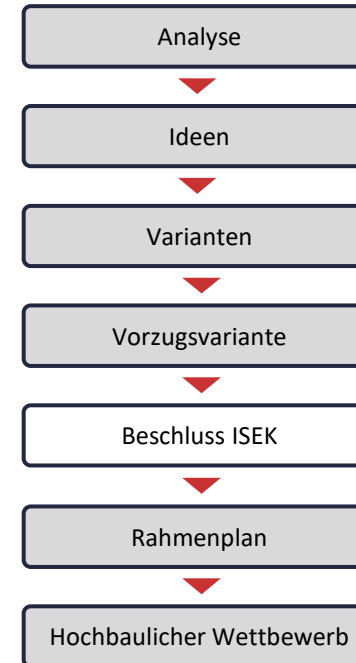 Analyse
Ideen
Varianten
Vorzugsvariante
Beschluss ISEK
Rahmenplan
Hochbaulicher Wettbewerb